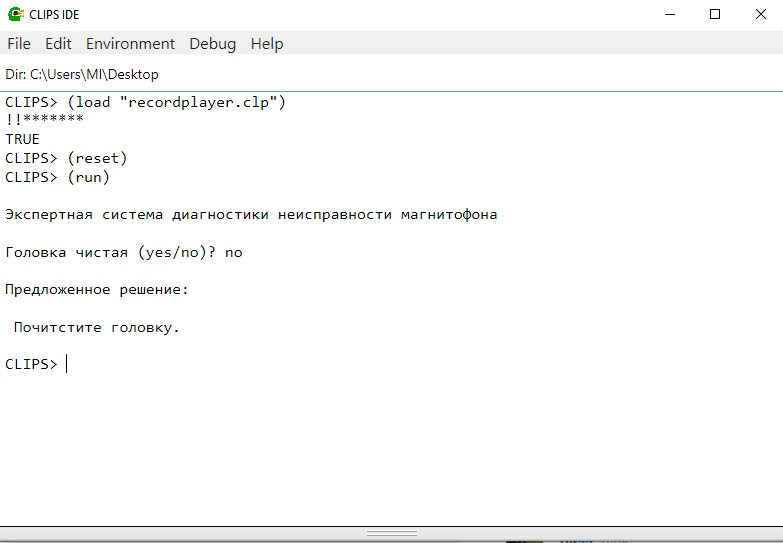 CLIPS IDE
File Edit Environment Debug Help
Dir: C:\Users\MI\Desktop
CLIPS> (load "recordplayer.clp")
!!*******
TRUE
CLIPS> (reset)
CLIPS> (run)
Экспертная система диагностики неисправности магнитофона
Головка чистая (yes/no)? no
Предложенное решение:
Почитстите головку.
CLIPS>